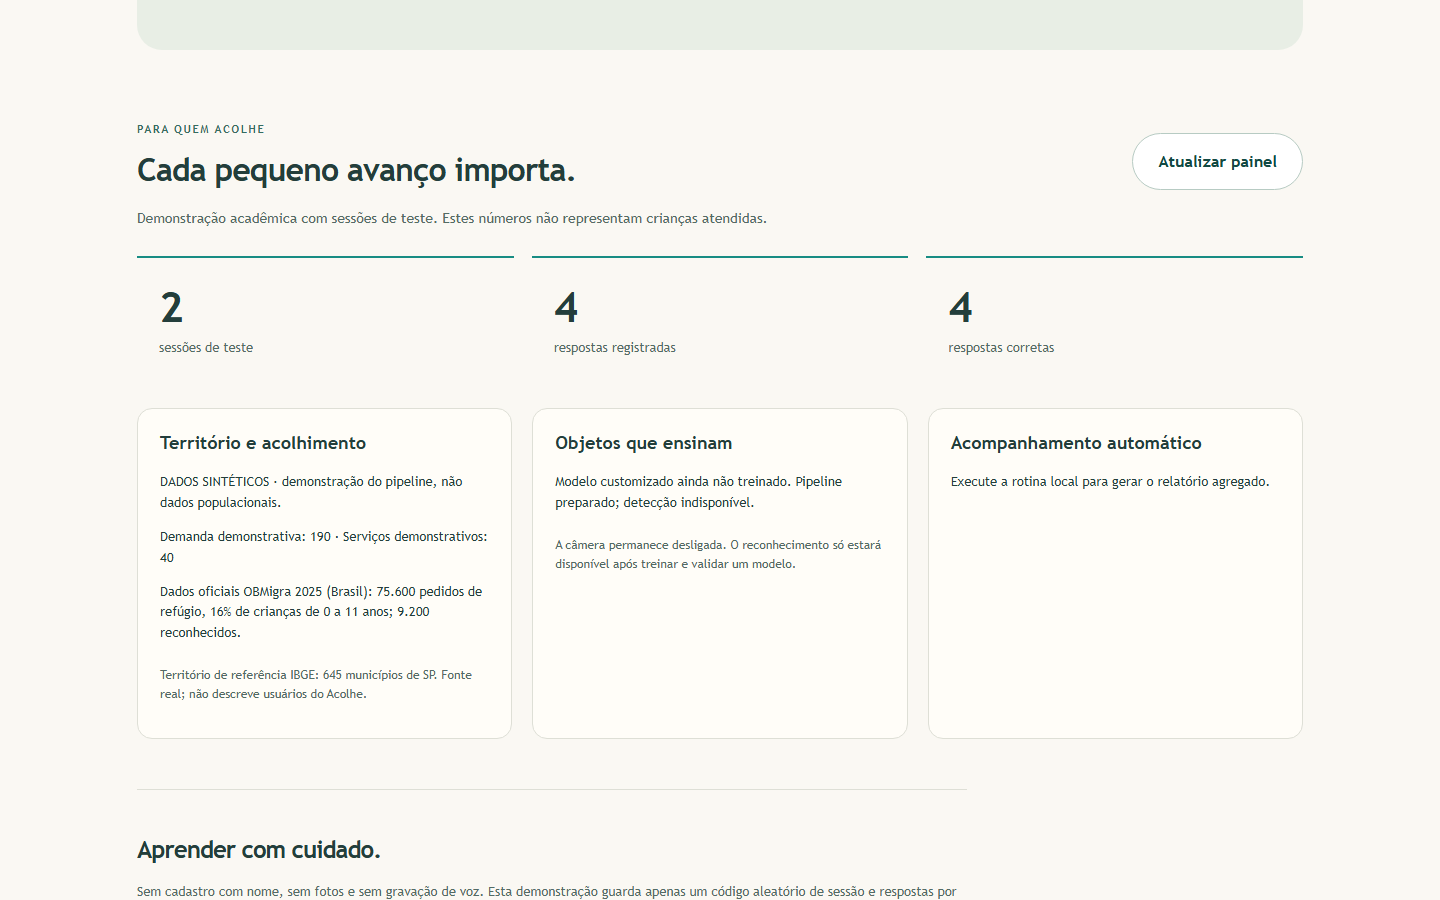 PARA QUEM ACOLHE
Cada pequeno avanço importa.
Atualizar painel
Demonstração acadêmica com sessões de teste. Estes números não representam crianças atendidas.
2
sessões de teste
4
respostas registradas
4
respostas corretas
Território e acolhimento
DADOS SINTÉTICOS · demonstração do pipeline, não
dados populacionais.
Demanda demonstrativa: 190 · Serviços demonstrativos:
40
Dados oficiais OBMigra 2025 (Brasil): 75.600 pedidos de
refúgio, 16% de crianças de 0 a 11 anos; 9.200
reconhecidos.
Território de referência IBGE: 645 municípios de SP. Fonte
real; não descreve usuários do Acolhe.
Objetos que ensinam
Modelo customizado ainda não treinado. Pipeline
preparado; detecção indisponível.
A câmera permanece desligada. O reconhecimento só estará
disponível após treinar e validar um modelo.
Acompanhamento automático
Execute a rotina local para gerar o relatório agregado.
Aprender com cuidado.
Sem cadastro com nome, sem fotos e sem gravação de voz. Esta demonstração guarda apenas um código aleatório de sessão e respostas por